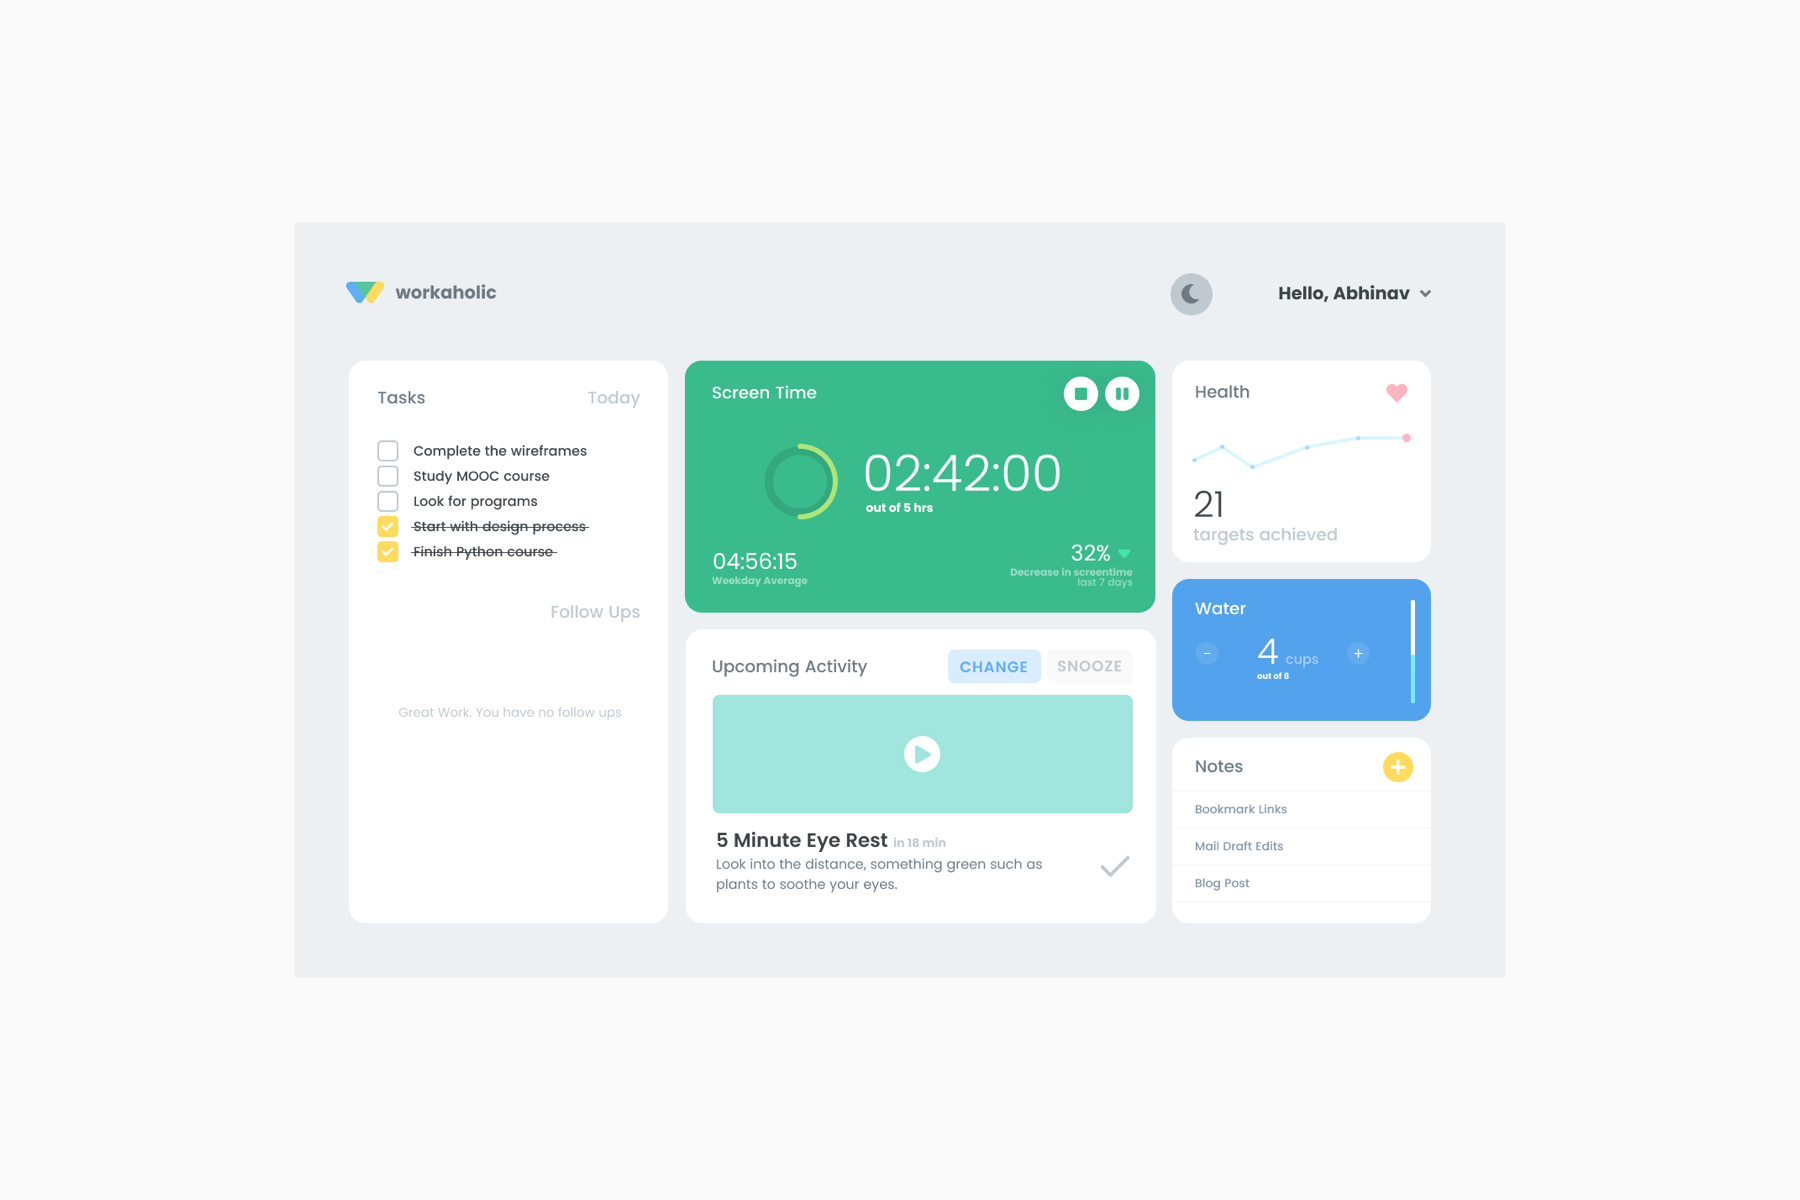 workaholic
Hello, Abhinav
Tasks
Today
Complete the wireframes
Study MOOC course
Look for programs
Start with design process
Finish Python course
Follow Ups
Great Work. You have no follow ups
Screen Time
02:42:00
out of 5 hrs
04:56:15
Weekday Average
32%
Decrease in screentime
last 7 days
Upcoming Activity
CHANGE
SNOOZE
5 Minute Eye Rest in 18 min
Look into the distance, something green such as
plants to soothe your eyes.
Health
21
targets achieved
Water
- 4 cups +
out of 8
Notes
Bookmark Links
Mail Draft Edits
Blog Post